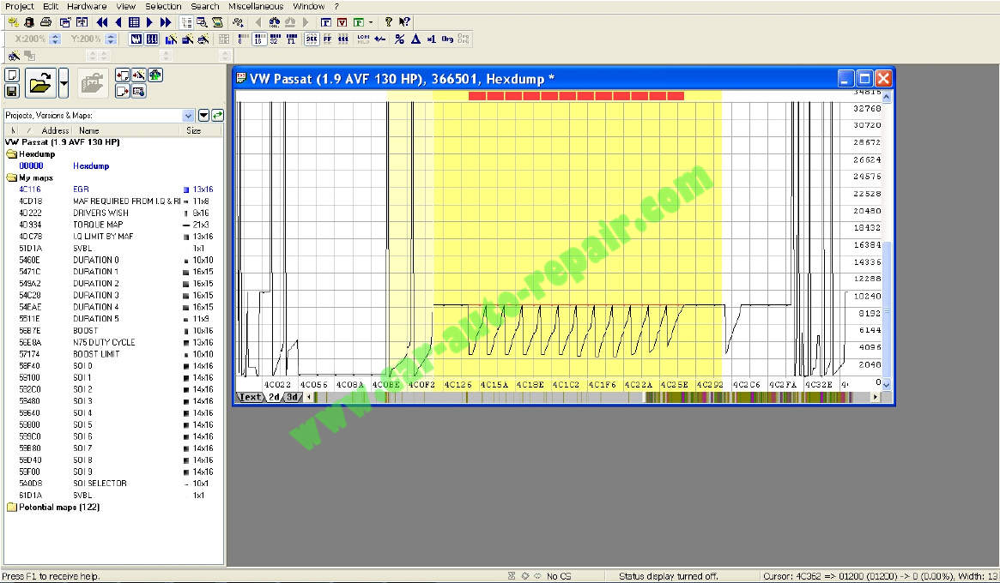 Project Edit Hardware View Selection Search Miscellaneous Window ?
X:200% Y:200%
Projects, Versions & Maps:
Address Name Size
VW Passat (1.9 AVF 130 HP)
Hexdump
00000 Hexdump
My maps
4C116 EGR 13x16
4CD18 MAF REQUIRED FROM I.Q & RI 11x8
4D222 DRIVERS WISH 8x16
4D934 TORQUE MAP 21x3
4DC78 I.Q LIMIT BY MAF 13x16
51D1A SVBL 1x1
5460E DURATION 0 10x10
5471C DURATION 1 16x15
549A2 DURATION 2 16x15
54C28 DURATION 3 16x15
54EAE DURATION 4 16x15
5511E DURATION 5 11x9
56B7E BOOST 10x16
56E8A N75 DUTY CYCLE 13x16
57174 BOOST LIMIT 10x10
58F40 SOI 0 14x16
59100 SOI 1 14x16
592C0 SOI 2 14x16
59480 SOI 3 14x16
59640 SOI 4 14x16
59800 SOI 5 14x16
599C0 SOI 6 14x16
59B80 SOI 7 14x16
59D40 SOI 8 14x16
59F00 SOI 9 14x16
5A0D8 SOI SELECTOR 10x1
61D1A SVBL 1x1
Potential maps (122)
VW Passat (1.9 AVF 130 HP), 366501, Hexdump *
34816
32768
30720
28672
26624
24576
22528
20480
18432
16384
14336
12288
10240
8192
6144
4096
2048
0
4C022 4C056 4C08A 4C0BE 4C0F2 4C126 4C15A 4C18E 4C1C2 4C1F6 4C22A 4C25E 4C292 4C2C6 4C2FA 4C32E
Text 2d 3d
www.car-auto-repair.com
Press F1 to receive help. No CS Status display turned off. Cursor: 4C362 => 01200 (01200) -> 0 (0.00%), Width: 13